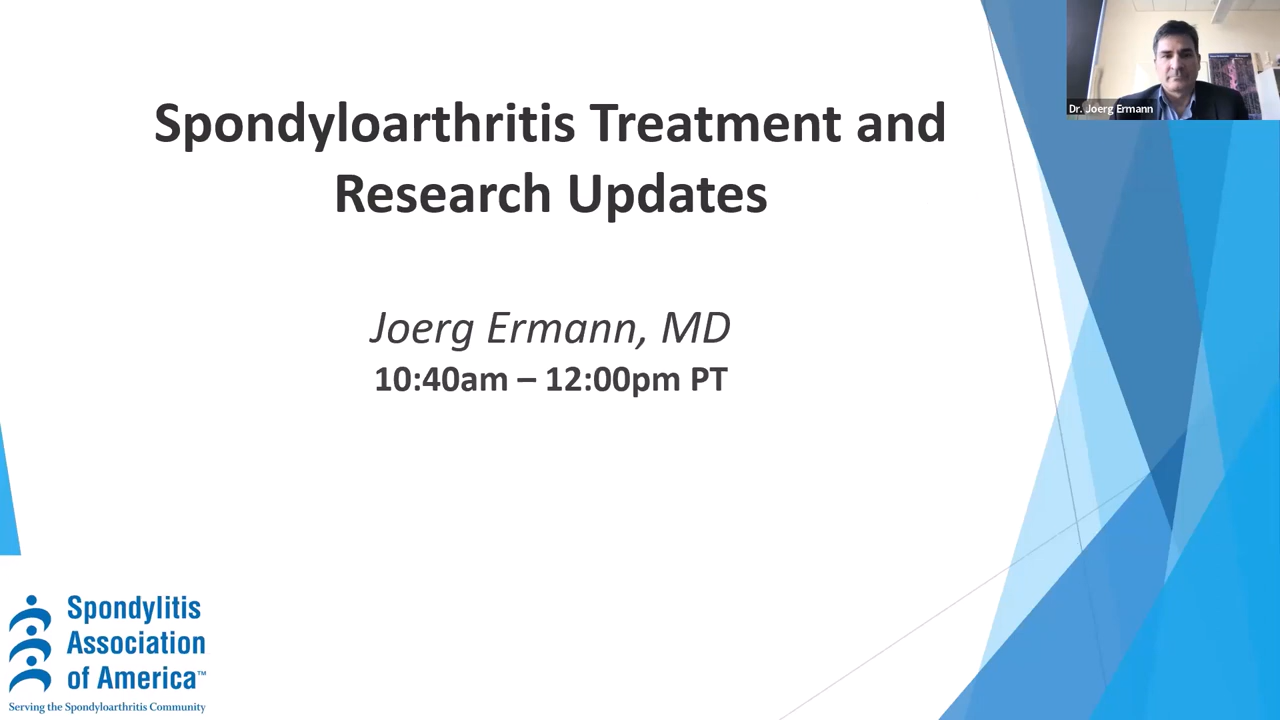 Spondyloarthritis Treatment and
Research Updates
Joerg Ermann, MD
10:40am – 12:00pm PT
Dr. Joerg Ermann
Spondylitis
Association
of America™
Serving the Spondyloarthritis Community